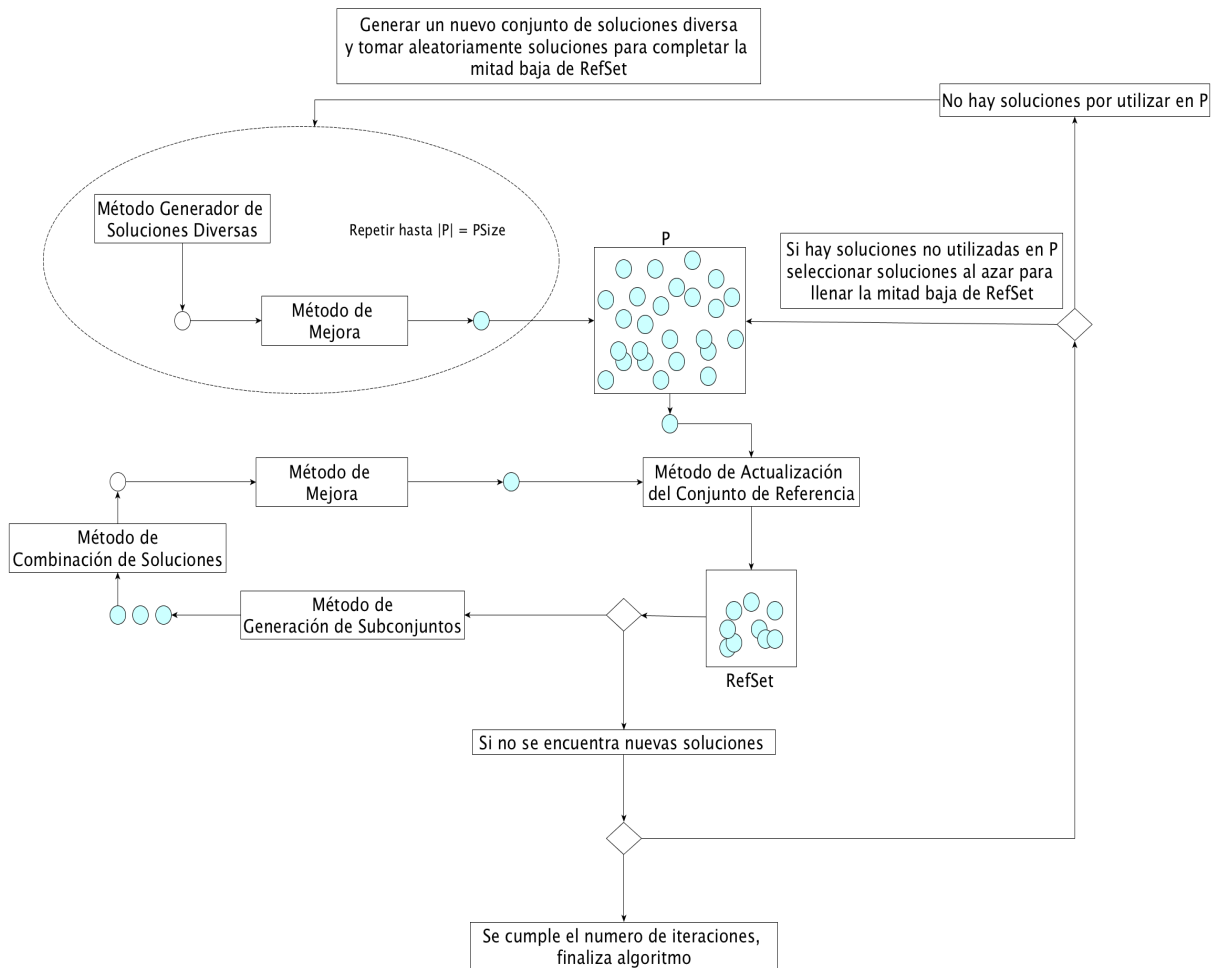 Generar un nuevo conjunto de soluciones diversa
y tomar aleatoriamente soluciones para completar la
mitad baja de RefSet
No hay soluciones por utilizar en P
Método Generador de
Soluciones Diversas
Repetir hasta |P| = PSize
P
Si hay soluciones no utilizadas en P
seleccionar soluciones al azar para
llenar la mitad baja de RefSet
Método de
Mejora
Método de
Mejora
Método de Actualización
del Conjunto de Referencia
Método de
Combinación de Soluciones
Método de
Generación de Subconjuntos
RefSet
Si no se encuentra nuevas soluciones
Se cumple el numero de iteraciones,
finaliza algoritmo